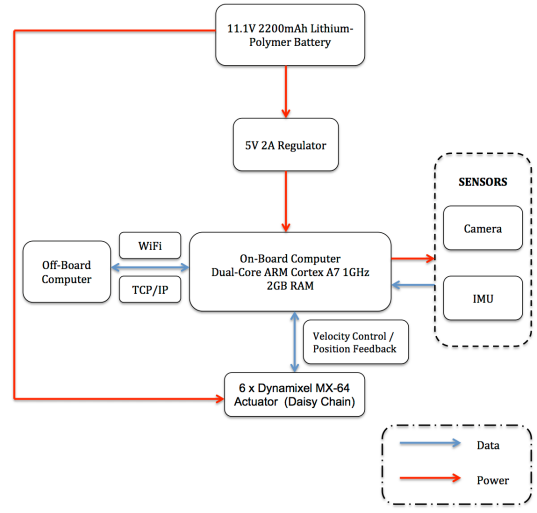 11.1V 2200mAh Lithium-
Polymer Battery
5V 2A Regulator
SENSORS
Camera
IMU
WiFi
Off-Board
Computer
TCP/IP
On-Board Computer
Dual-Core ARM Cortex A7 1GHz
2GB RAM
Velocity Control /
Position Feedback
6 x Dynamixel MX-64
Actuator (Daisy Chain)
Data
Power